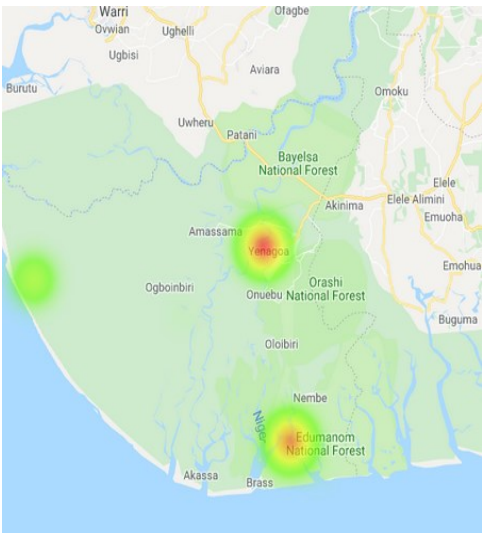 Warri
Ofagbe
Ovwian
Ughelli
Ugbisi
Aviara
Burutu
Omoku
Uwheru
Patani
Bayelsa
National Forest
Elele
Elele Alimini
Akinima
Emuoha
Amassama
Yenagoa
Emohua
Ogboinbiri
Onuebu
Orashi
National Forest
Buguma
Oloibiri
Nembe
Nige
Edumanom
National Forest
Akassa
Brass